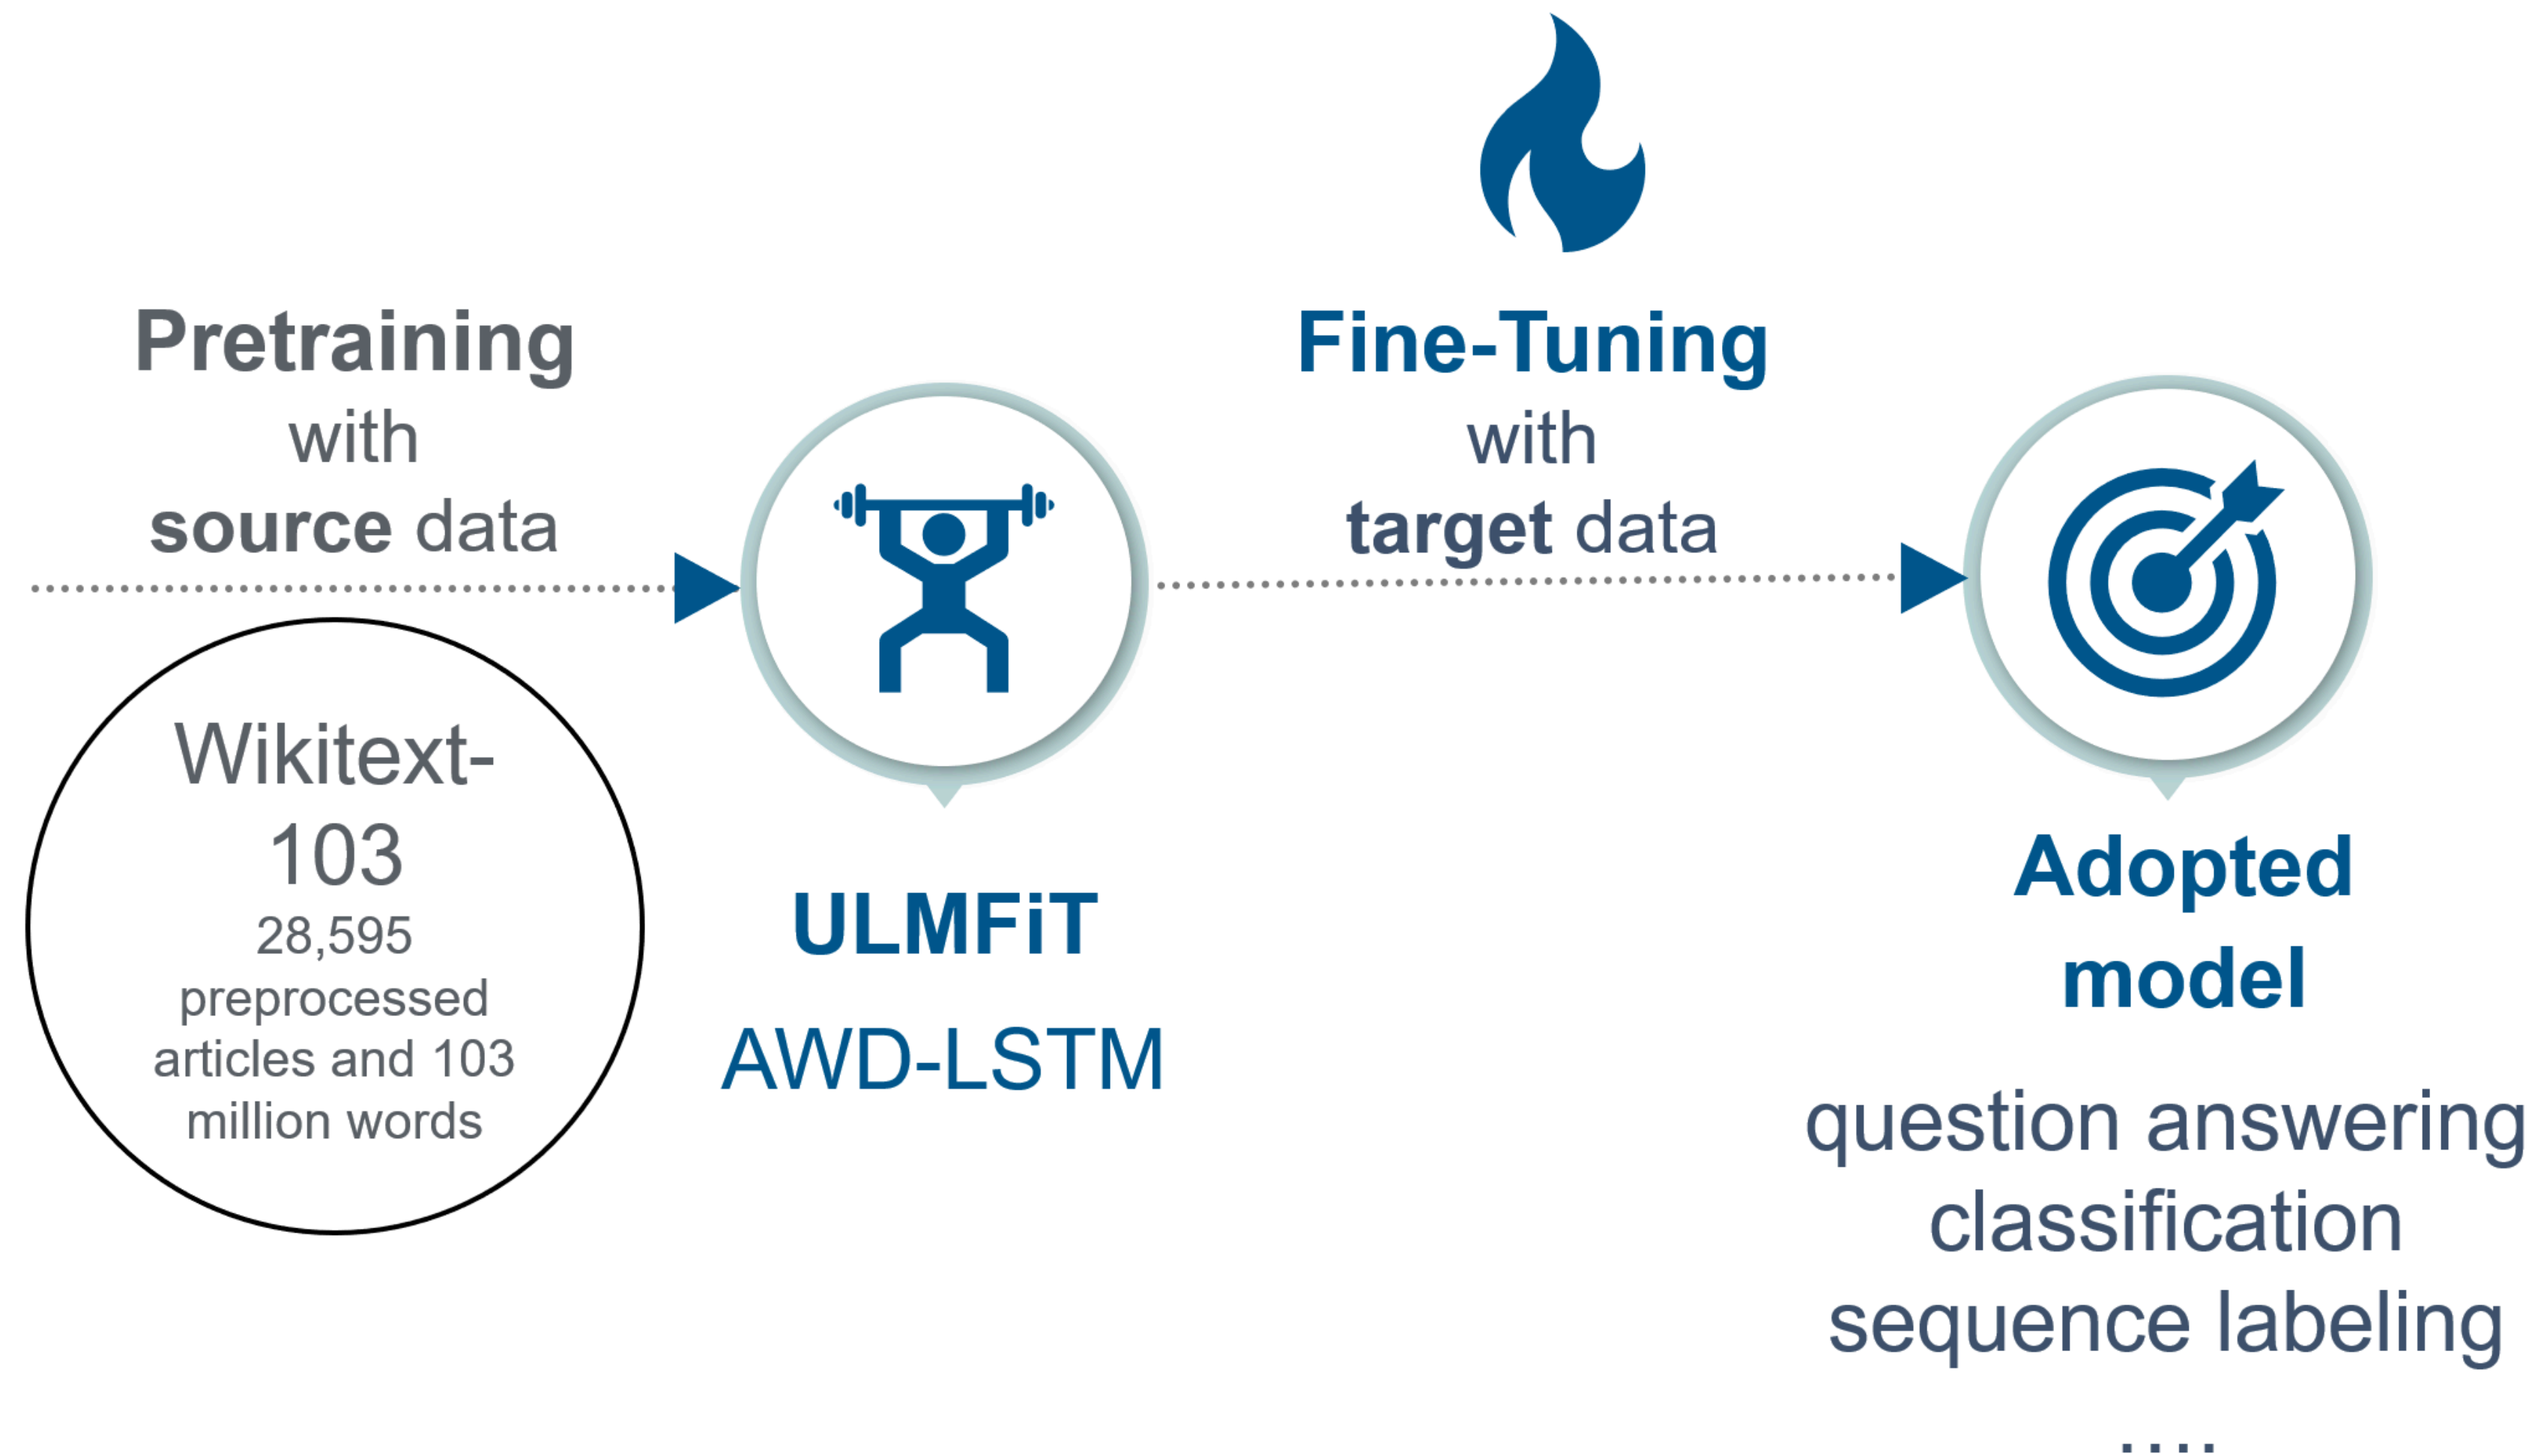 Pretraining
with
source data
Wikitext-
103
28,595
preprocessed
articles and 103
million words
ULMFiT
AWD-LSTM
Fine-Tuning
with
target data
Adopted
model
question answering
classification
sequence labeling
....